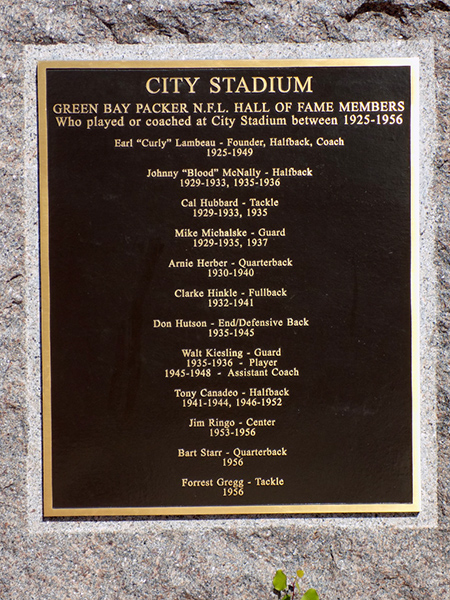 CITY STADIUM
GREEN BAY PACKER N.F.L. HALL OF FAME MEMBERS
Who played or coached at City Stadium between 1925-1956
Earl "Curly" Lambeau - Founder, Halfback, Coach
1925-1949
Johnny "Blood" McNally - Halfback
1929-1933, 1935-1936
Cal Hubbard - Tackle
1929-1933, 1935
Mike Michalske - Guard
1929-1935, 1937
Arnie Herber - Quarterback
1930-1940
Clarke Hinkle - Fullback
1932-1941
Don Hutson - End/Defensive Back
1935-1945
Walt Kiesling - Guard
1935-1936 - Player
1945-1948 - Assistant Coach
Tony Canadeo - Halfback
1941-1944, 1946-1952
Jim Ringo - Center
1953-1956
Bart Starr - Quarterback
1956
Forrest Gregg - Tackle
1956